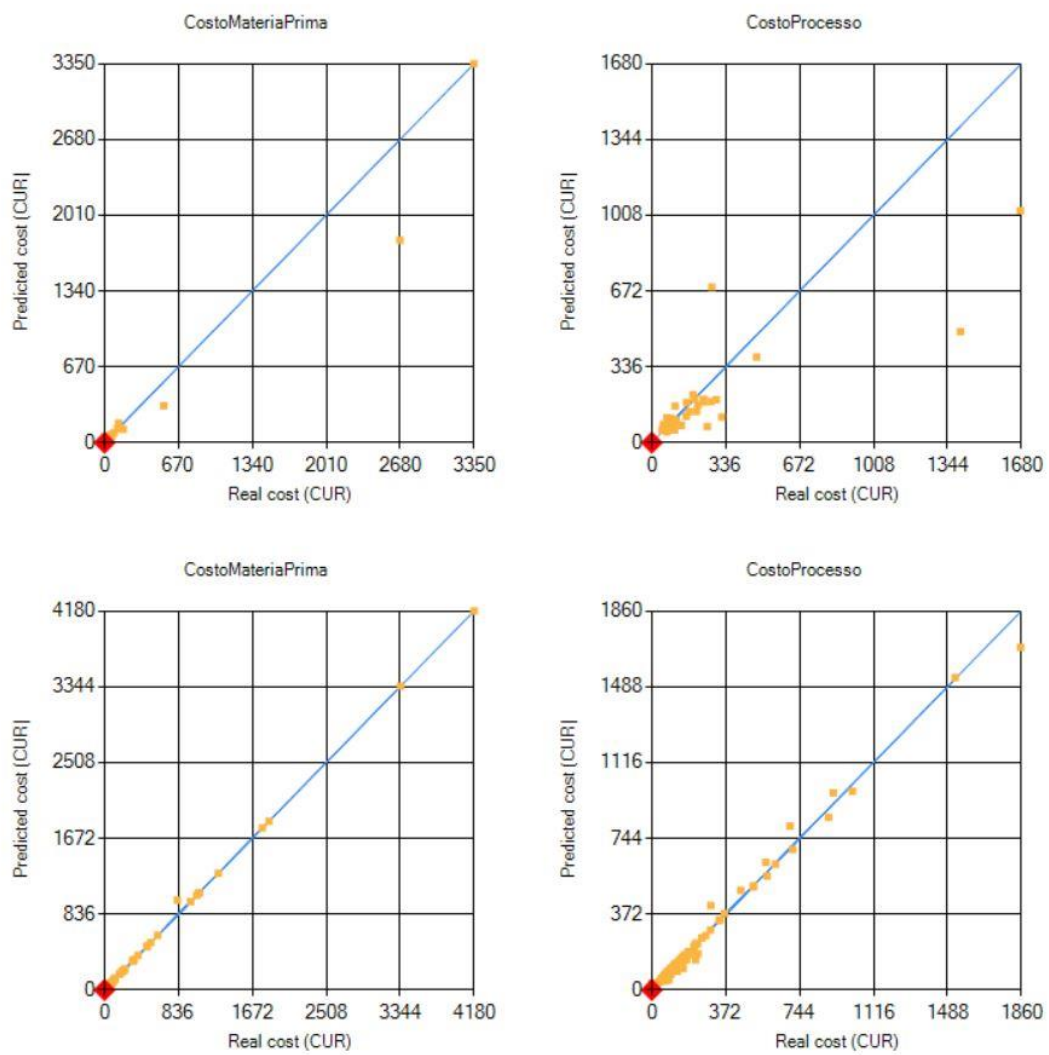 CostoMateriaPrima
3350
2680
2010
1340
670
0
Predicted cost (CUR)
0 670 1340 2010 2680 3350
Real cost (CUR)
CostoProcesso
1680
1344
1008
672
336
0
Predicted cost (CUR)
0 336 672 1008 1344 1680
Real cost (CUR)
CostoMateriaPrima
4180
3344
2508
1672
836
0
Predicted cost (CUR)
0 836 1672 2508 3344 4180
Real cost (CUR)
CostoProcesso
1860
1488
1116
744
372
0
Predicted cost (CUR)
0 372 744 1116 1488 1860
Real cost (CUR)